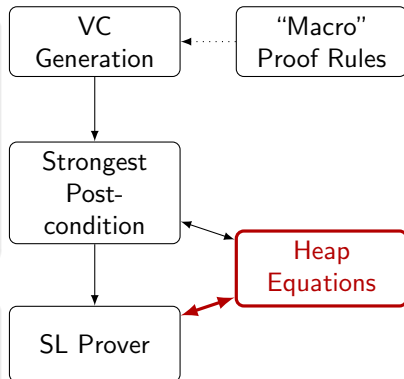 VC
Generation
“Macro”
Proof Rules
Strongest
Post-
condition
Heap
Equations
SL Prover